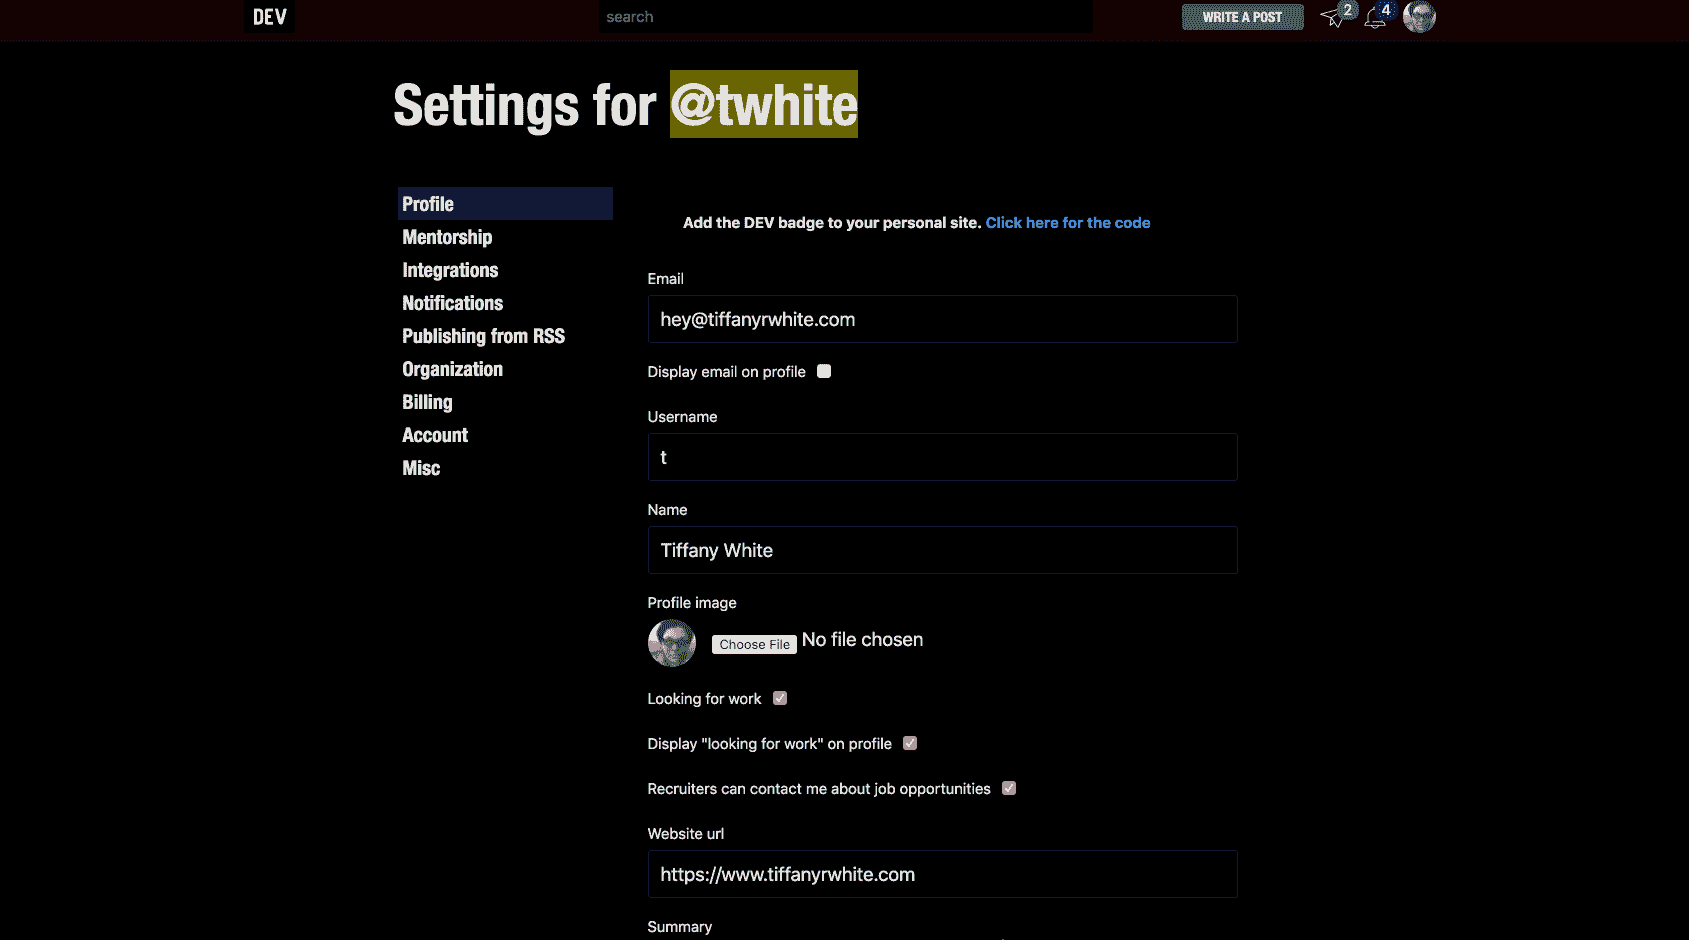 DEV
search
WRITE A POST
2
4
Settings for @twhite
Profile
Mentorship
Integrations
Notifications
Publishing from RSS
Organization
Billing
Account
Misc
Add the DEV badge to your personal site. Click here for the code
Email
hey@tiffanyrwhite.com
Display email on profile
Username
t
Name
Tiffany White
Profile image
Choose File No file chosen
Looking for work
Display "looking for work" on profile
Recruiters can contact me about job opportunities
Website url
https://www.tiffanyrwhite.com
Summary